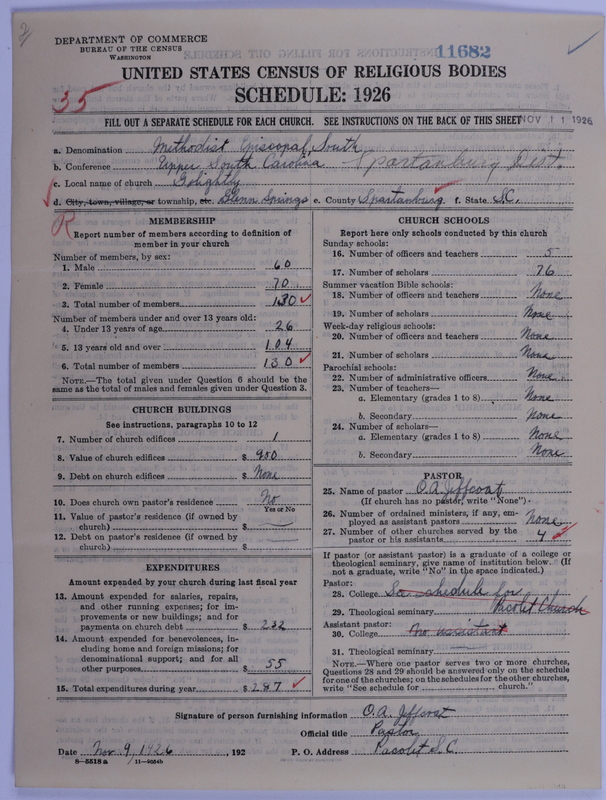 DEPARTMENT OF COMMERCE
BUREAU OF THE CENSUS
WASHINGTON
11682
UNITED STATES CENSUS OF RELIGIOUS BODIES
35
SCHEDULE: 1926
FILL OUT A SEPARATE SCHEDULE FOR EACH CHURCH. SEE INSTRUCTIONS ON THE BACK OF THIS SHEET
NOV 11 1926
a. Denomination Methodist Episcopal, South
b. Conference Upper South Carolina Spartanburg Dist.
c. Local name of church Golightly
d. City, town, village, or township, etc. Glenn Springs e. County Spartanburg f. State S.C.
R
MEMBERSHIP
Report number of members according to definition of
member in your church
Number of members, by sex:
1. Male 60
2. Female 70
3. Total number of members 130
Number of members under and over 13 years old:
4. Under 13 years of age 26
5. 13 years old and over 104
6. Total number of members 130
NOTE.—The total given under Question 6 should be the
same as the total of males and females given under Question 3.
CHURCH BUILDINGS
See instructions, paragraphs 10 to 12
7. Number of church edifices 1
8. Value of church edifices $ 900
9. Debt on church edifices $ None
10. Does church own pastor's residence No
Yes or No
11. Value of pastor's residence (if owned by
church) $
12. Debt on pastor's residence (if owned by
church) $
EXPENDITURES
Amount expended by your church during last fiscal year
13. Amount expended for salaries, repairs,
and other running expenses; for im-
provements or new buildings; and for
payments on church debt $ 232
14. Amount expended for benevolences, in-
cluding home and foreign missions; for
denominational support; and for all
other purposes $ 55
15. Total expenditures during year $ 287
CHURCH SCHOOLS
Report here only schools conducted by this church
Sunday schools:
16. Number of officers and teachers 5
17. Number of scholars 76
Summer vacation Bible schools:
18. Number of officers and teachers None
19. Number of scholars None
Week-day religious schools:
20. Number of officers and teachers None
21. Number of scholars None
Parochial schools:
22. Number of administrative officers None
23. Number of teachers—
a. Elementary (grades 1 to 8) None
b. Secondary None
24. Number of scholars—
a. Elementary (grades 1 to 8) None
b. Secondary None
PASTOR
25. Name of pastor O.A. Jeffcoat
(If church has no pastor, write "None")
26. Number of ordained ministers, if any, em-
ployed as assistant pastors None
27. Number of other churches served by the
pastor or his assistants 4
If pastor (or assistant pastor) is a graduate of a college or
theological seminary, give name of institution below. (If
not a graduate, write "No" in the space indicated.)
Pastor:
28. College See schedule for
29. Theological seminary Pacolet Church
Assistant pastor:
30. College No assistant
31. Theological seminary
NOTE.—Where one pastor serves two or more churches,
Questions 28 and 29 should be answered only on the schedule
for one of the churches; on the schedules for the other churches,
write "See schedule for church."
Signature of person furnishing information O.A. Jeffcoat
Official title Pastor
Date Nov. 9, 1926, 192 P. O. Address Pacolet S.C.
8—5518a 11—9054b